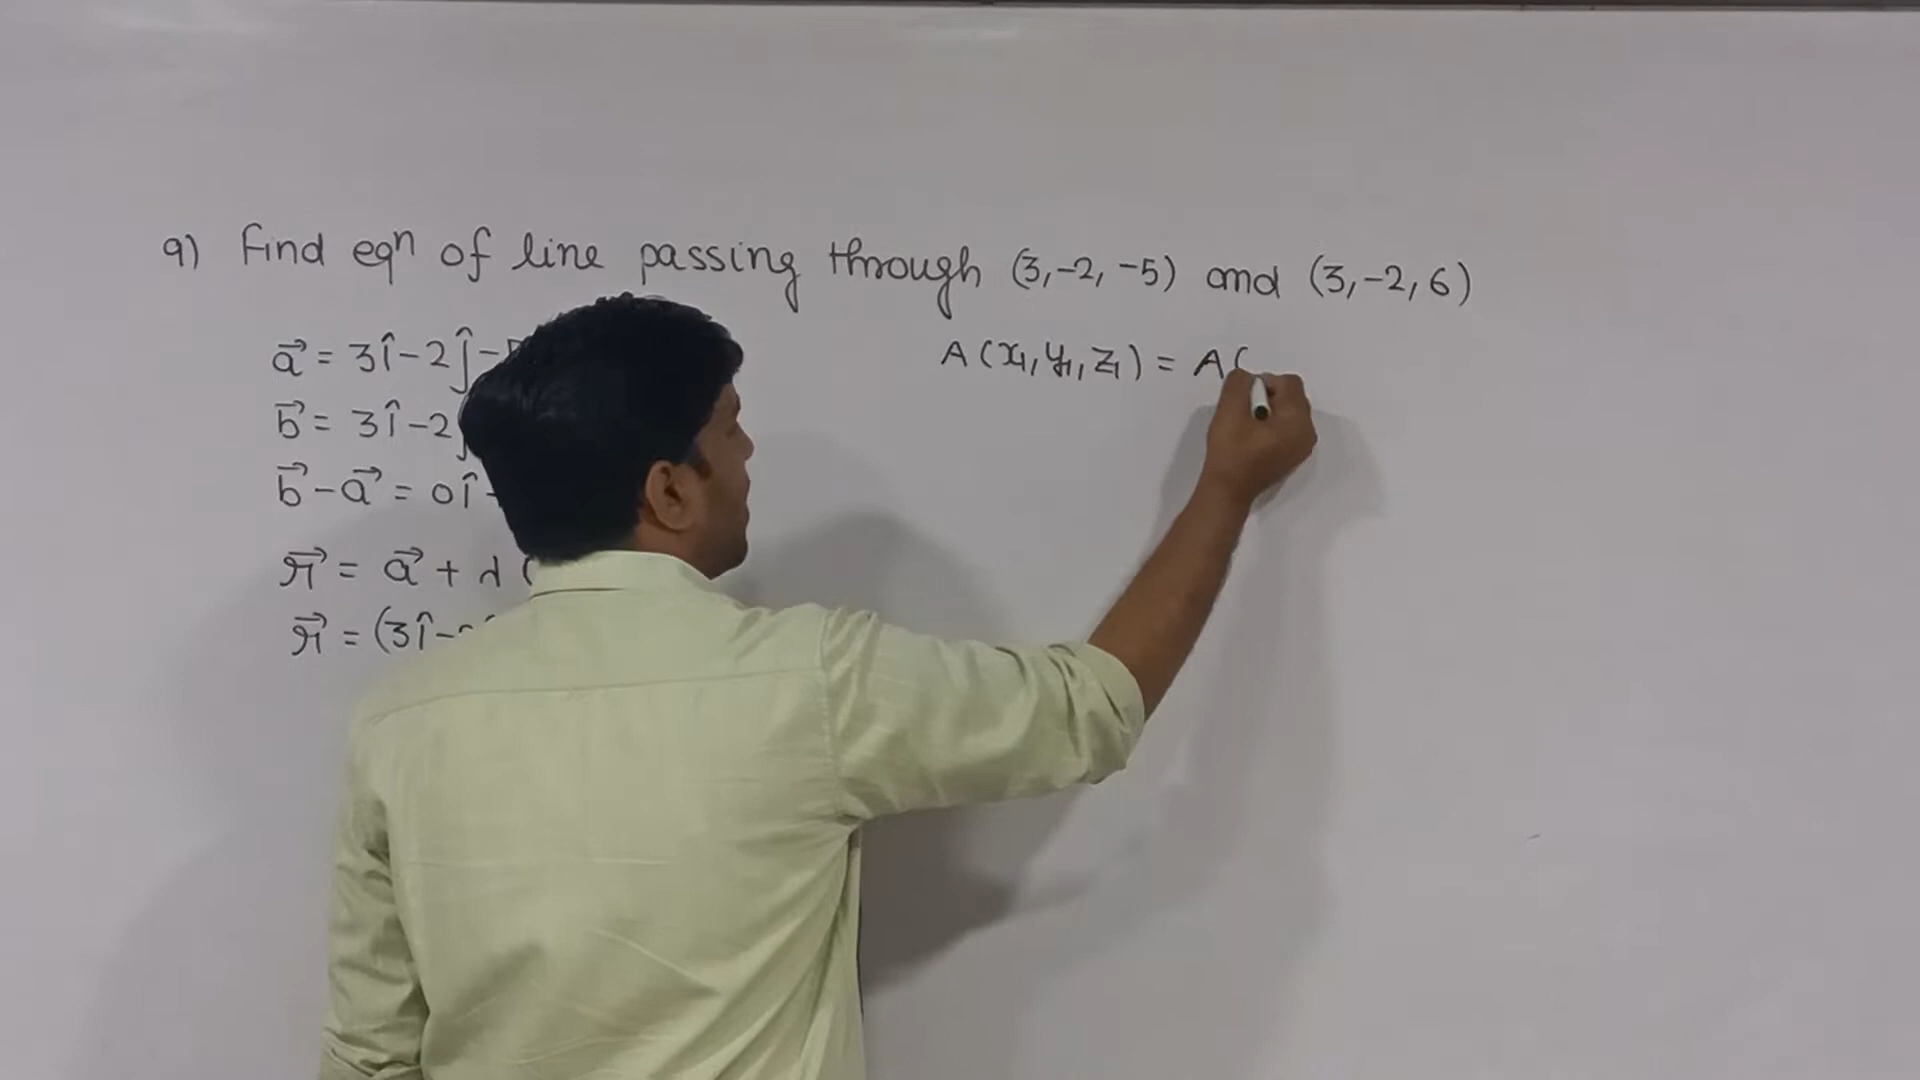 9) Find eqⁿ of line passing through (3,-2, -5) and (3,-2, 6)
a⃗ = 3î-2ĵ-
b⃗ = 3î-2
b⃗ - a⃗ = 0î
r⃗ = a⃗ + λ (
r⃗ = (3î-
A (x₁, y₁, z₁) = A(